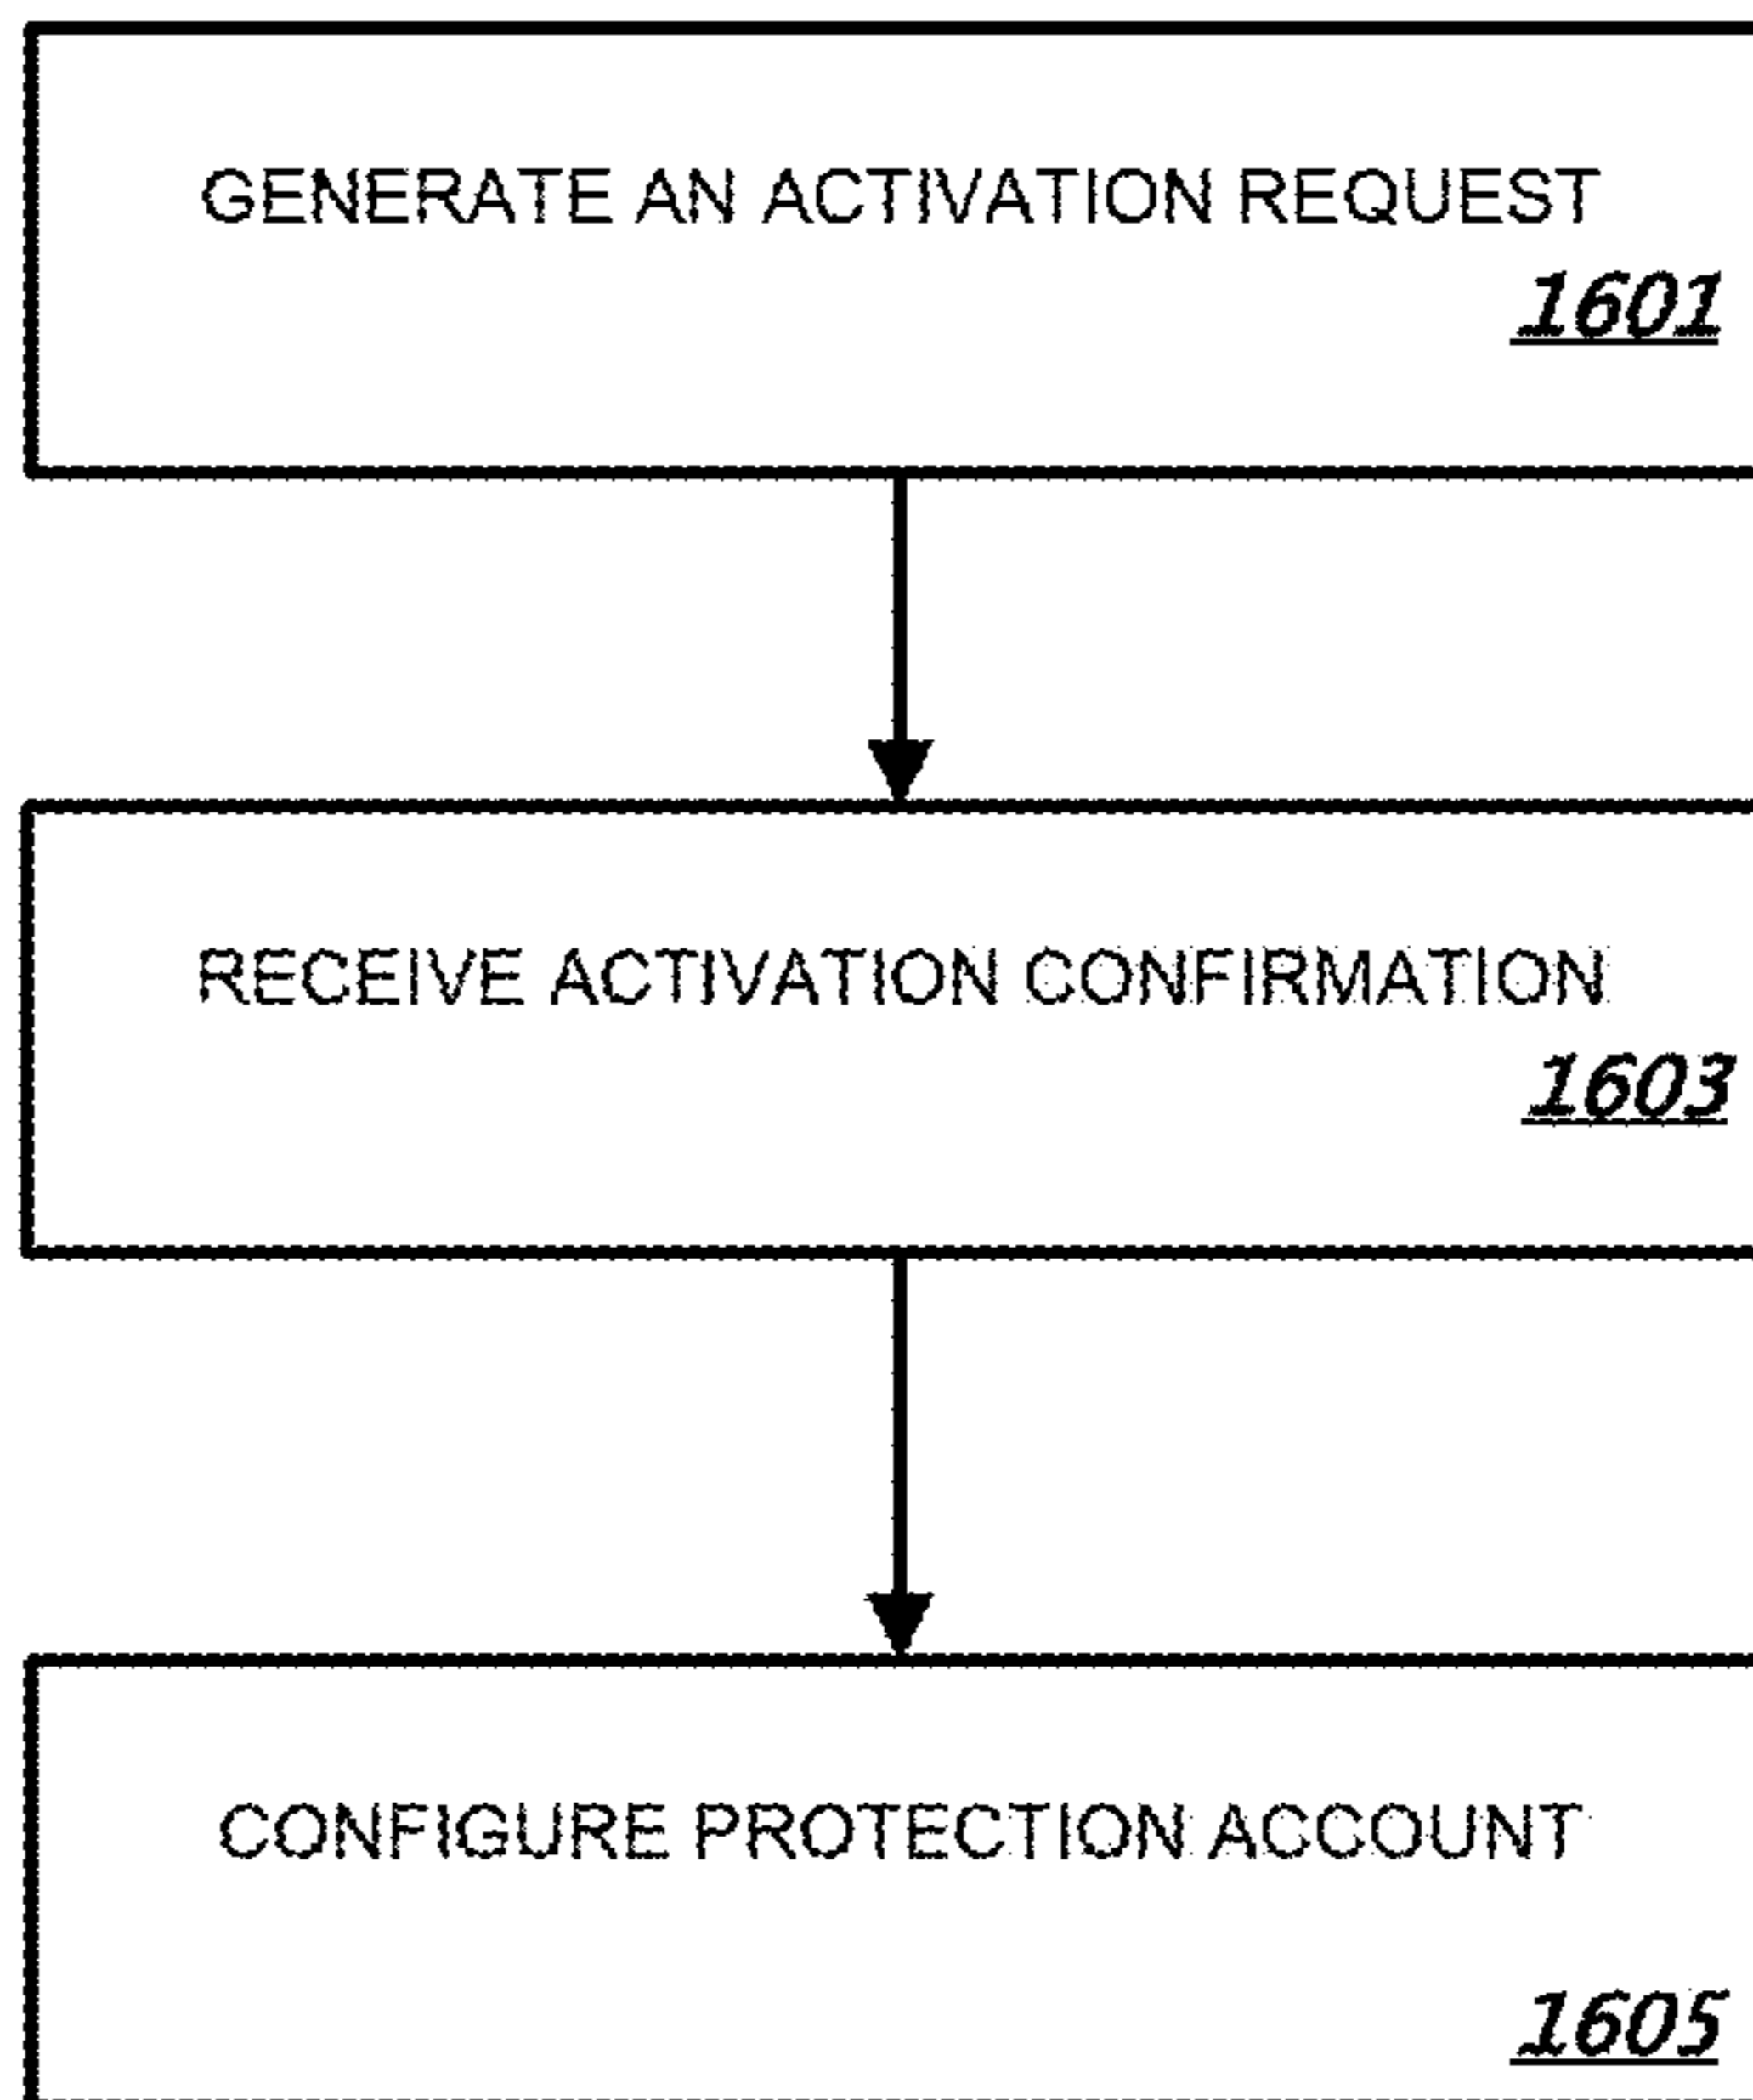 GENERATE AN ACTIVATION REQUEST
1601
RECEIVE ACTIVATION CONFIRMATION
1603
CONFIGURE PROTECTION ACCOUNT
1605